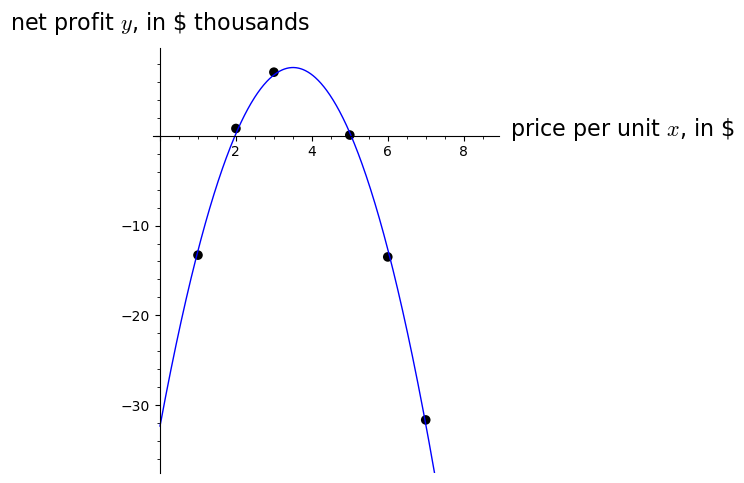 net profit y, in $ thousands
price per unit x, in $
2 4 6 8
−10
−20
−30